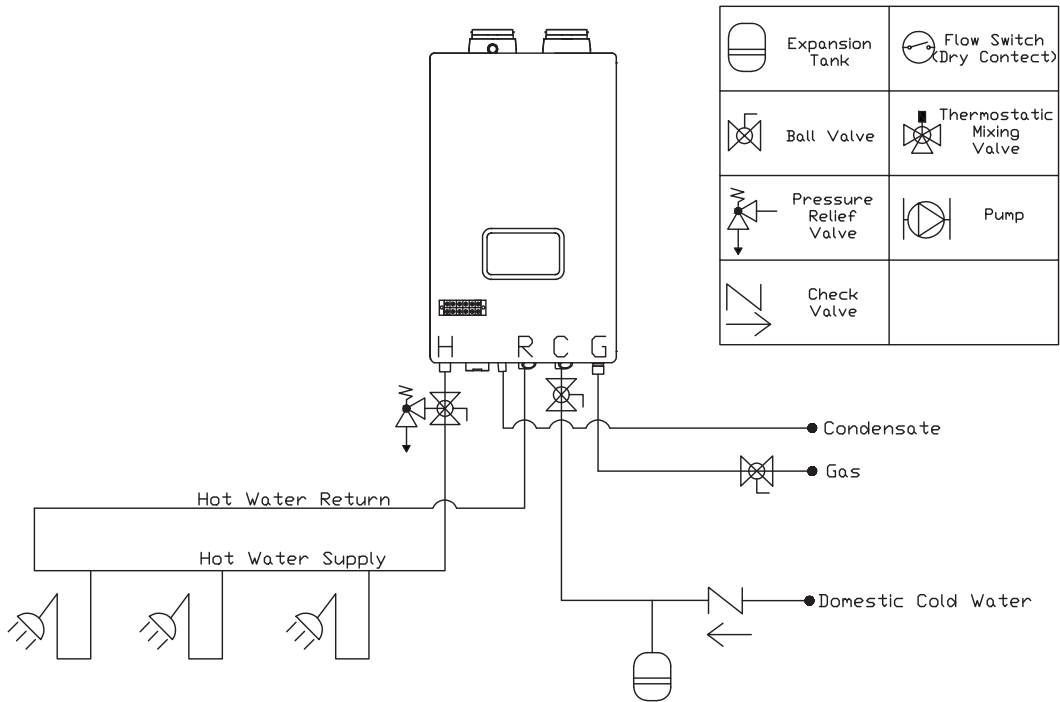 Expansion
Tank
Flow Switch
(Dry Contect)
Ball Valve
Thermostatic
Mixing
Valve
Pressure
Relief
Valve
Pump
Check
Valve
H R C G
Condensate
Gas
Hot Water Return
Hot Water Supply
Domestic Cold Water